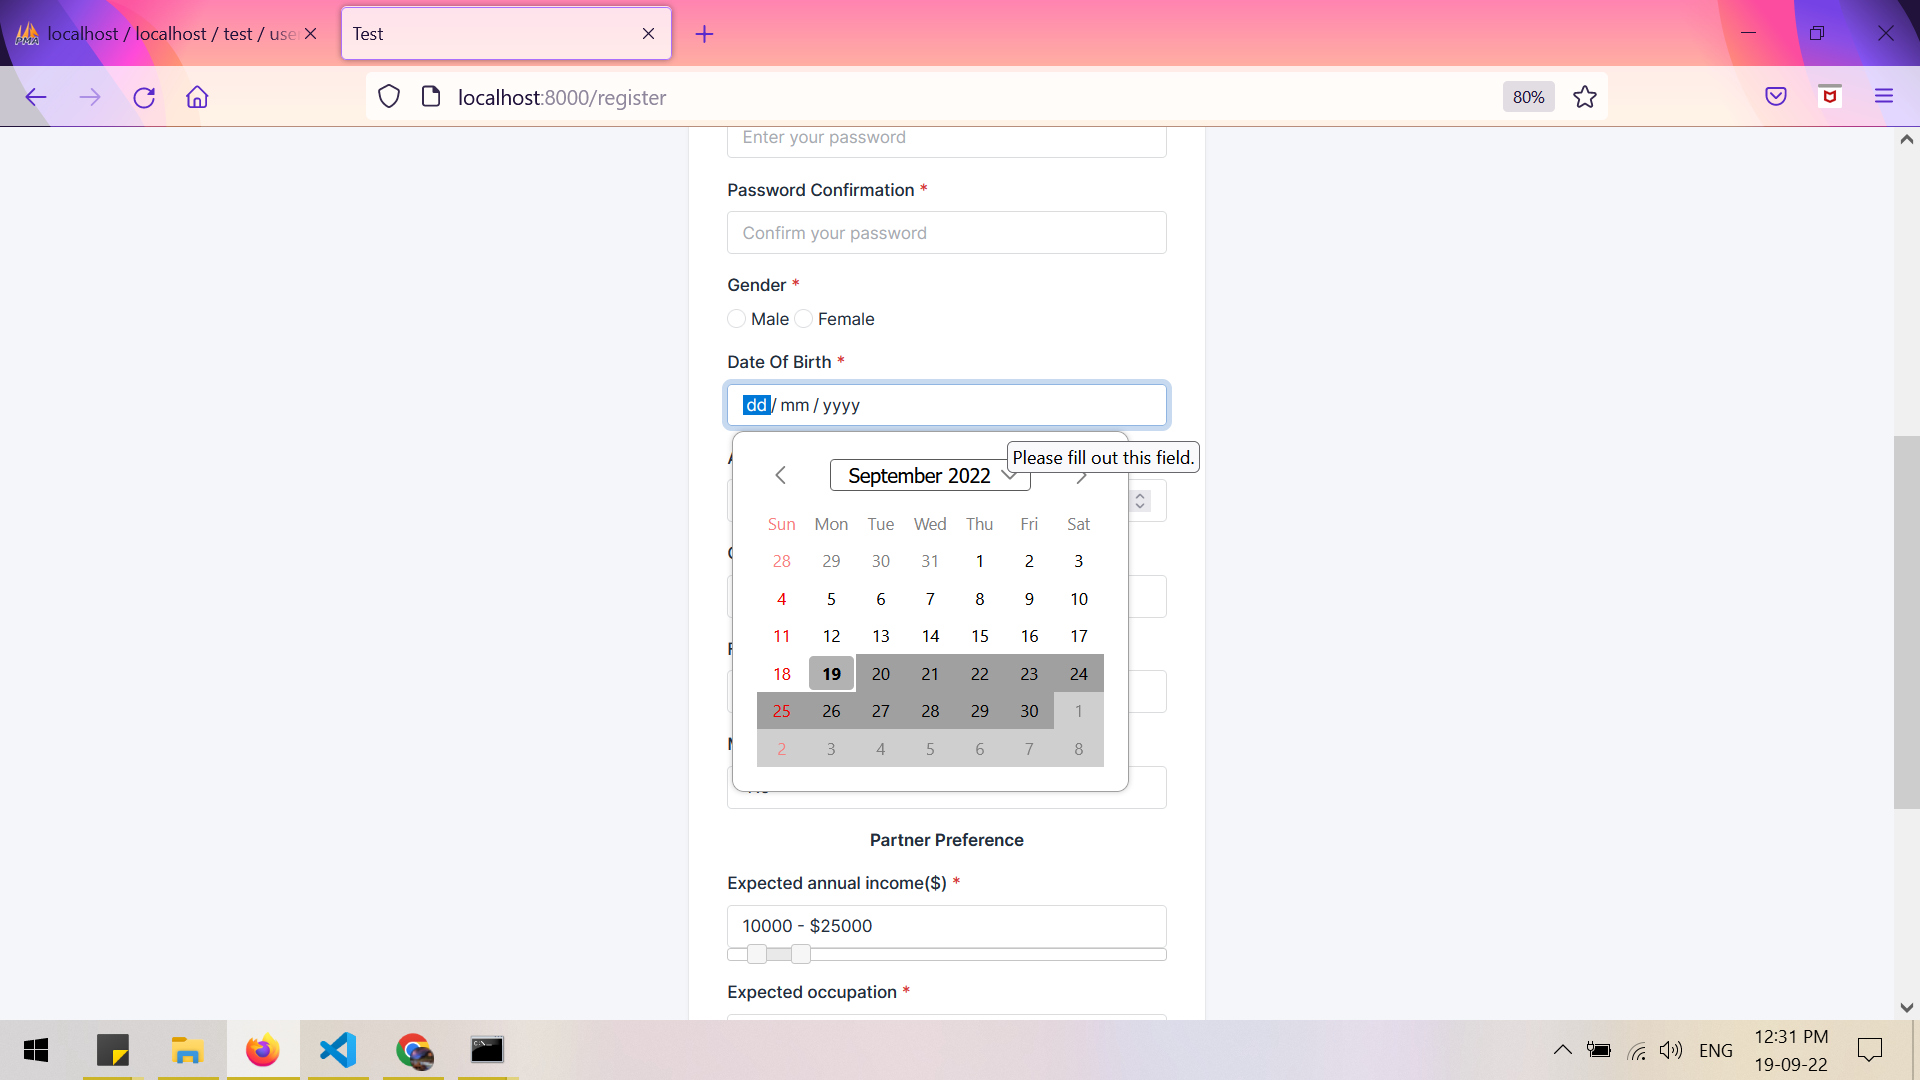 localhost / localhost / test / use
Test
localhost:8000/register
80%
Enter your password
Password Confirmation *
Confirm your password
Gender *
Male Female
Date Of Birth *
dd / mm / yyyy
Please fill out this field.
September 2022
Sun Mon Tue Wed Thu Fri Sat
28 29 30 31 1 2 3
4 5 6 7 8 9 10
11 12 13 14 15 16 17
18 19 20 21 22 23 24
25 26 27 28 29 30 1
2 3 4 5 6 7 8
Partner Preference
Expected annual income($) *
10000 - $25000
Expected occupation *
ENG
12:31 PM
19-09-22